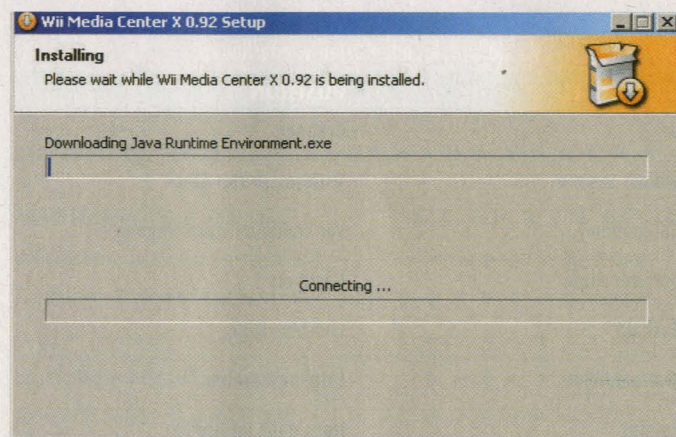 Wii Media Center X 0.92 Setup
Installing
Please wait while Wii Media Center X 0.92 is being installed.
Downloading Java Runtime Environment.exe
Connecting ...